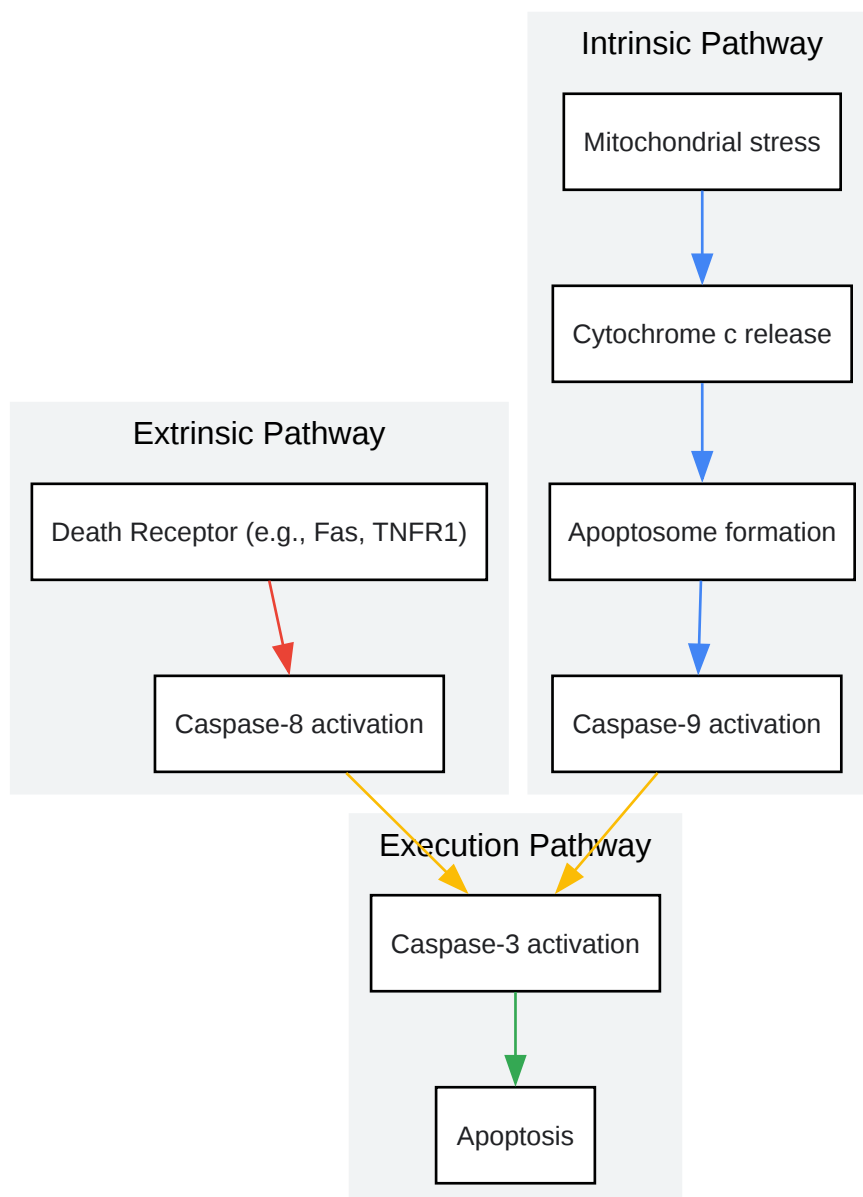 Intrinsic Pathway
Mitochondrial stress
Cytochrome c release
Extrinsic Pathway
Death Receptor (e.g., Fas, TNFR1)
Apoptosome formation
Caspase-8 activation
Caspase-9 activation
Execution Pathway
Caspase-3 activation
Apoptosis